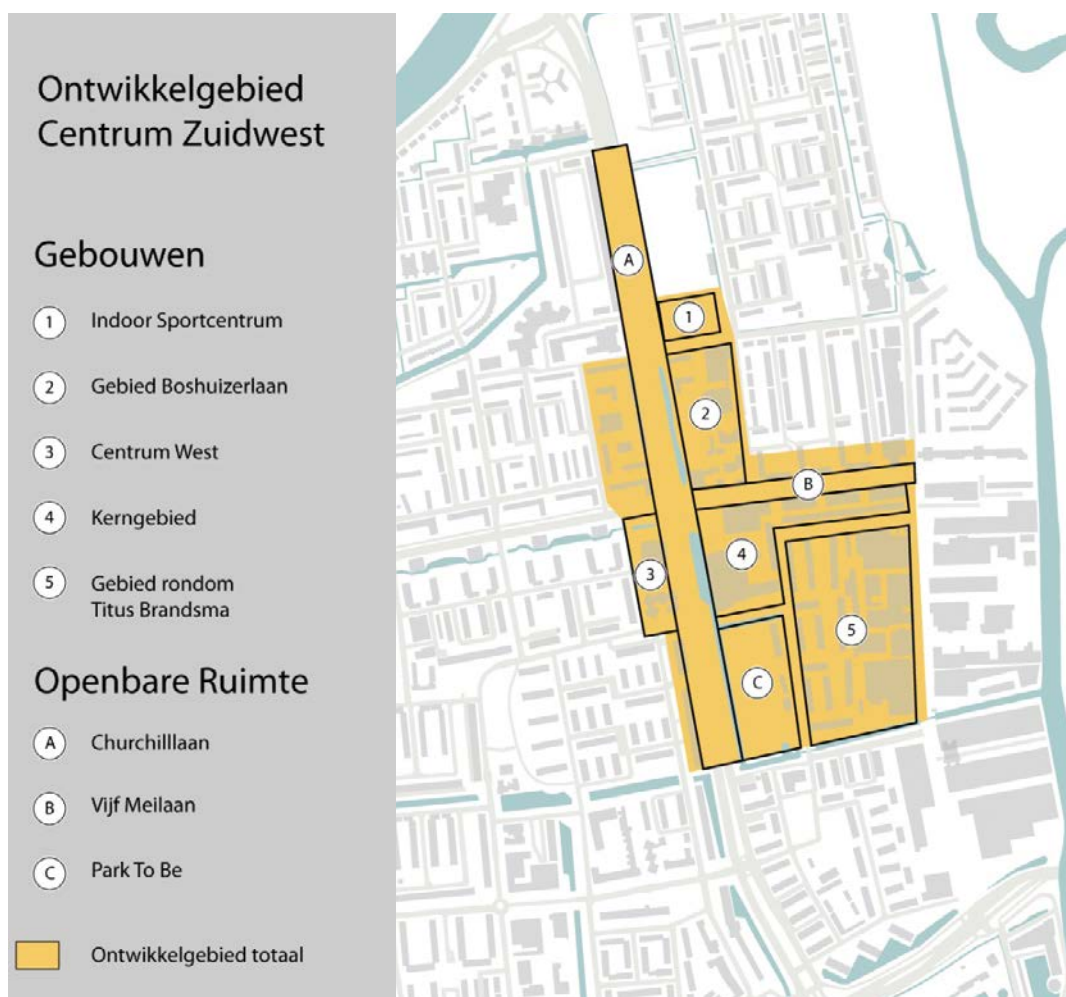 Ontwikkelgebied
Centrum Zuidwest
Gebouwen
1 Indoor Sportcentrum
2 Gebied Boshuizerlaan
3 Centrum West
4 Kerngebied
5 Gebied rondom
Titus Brandsma
Openbare Ruimte
A Churchilllaan
B Vijf Meilaan
C Park To Be
Ontwikkelgebied totaal
A
1
2
B
4
3
5
C